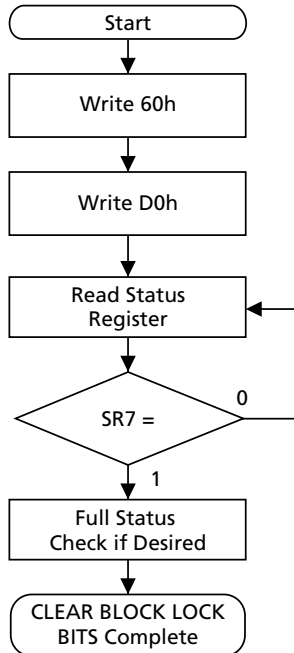 Start
Write 60h
Write D0h
Read Status
Register
SR7 =
0
1
Full Status
Check if Desired
CLEAR BLOCK LOCK
BITS Complete